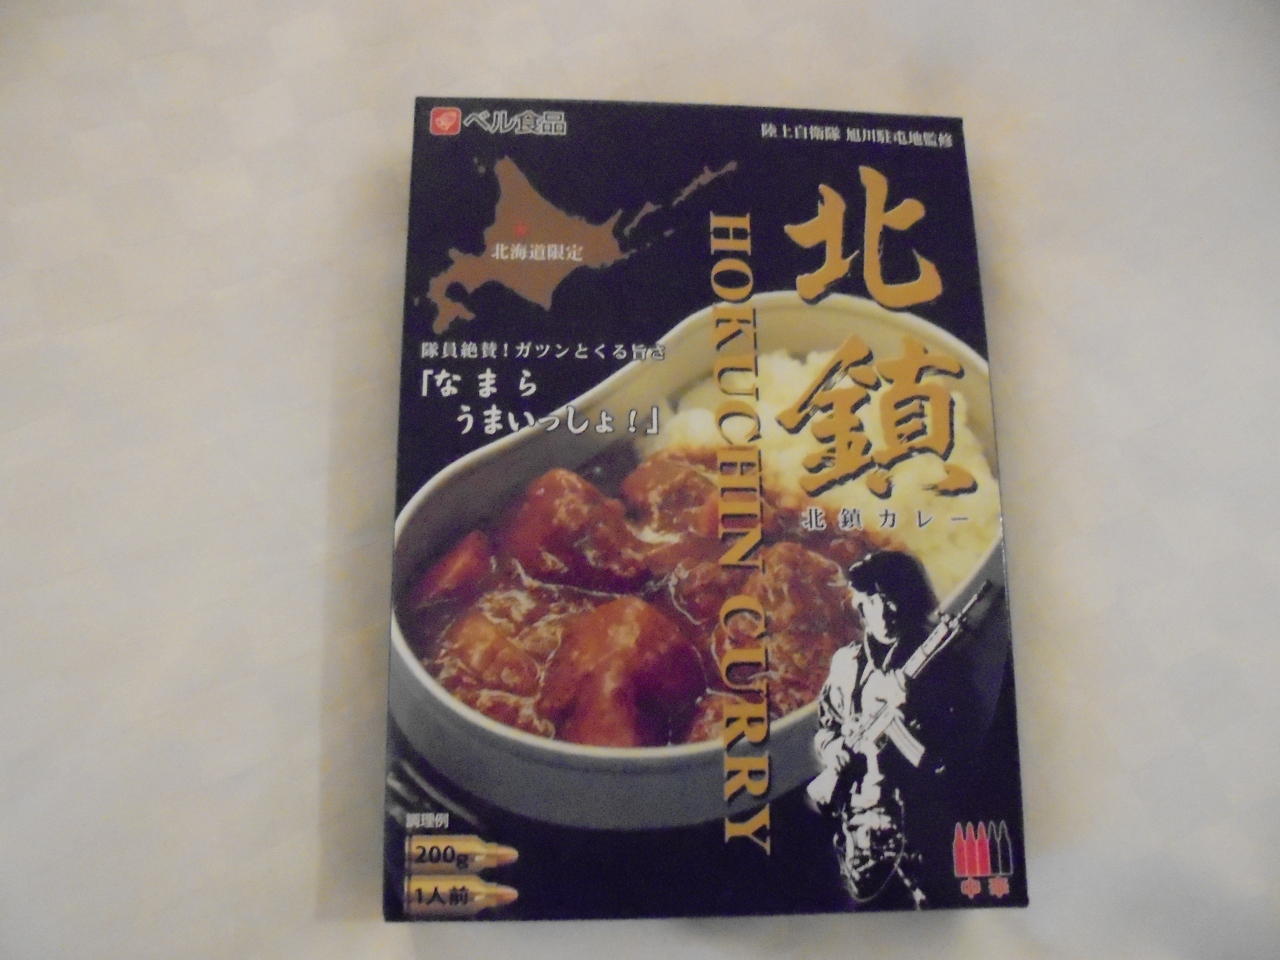 ベル食品
陸上自衛隊 旭川駐屯地監修
北海道限定
北鎮
HOKUCHIN CURRY
隊員絶賛!ガツンとくる旨さ
「なまら
うまいっしょ!」
北鎮カレー
調理例
200g
1人前
中辛